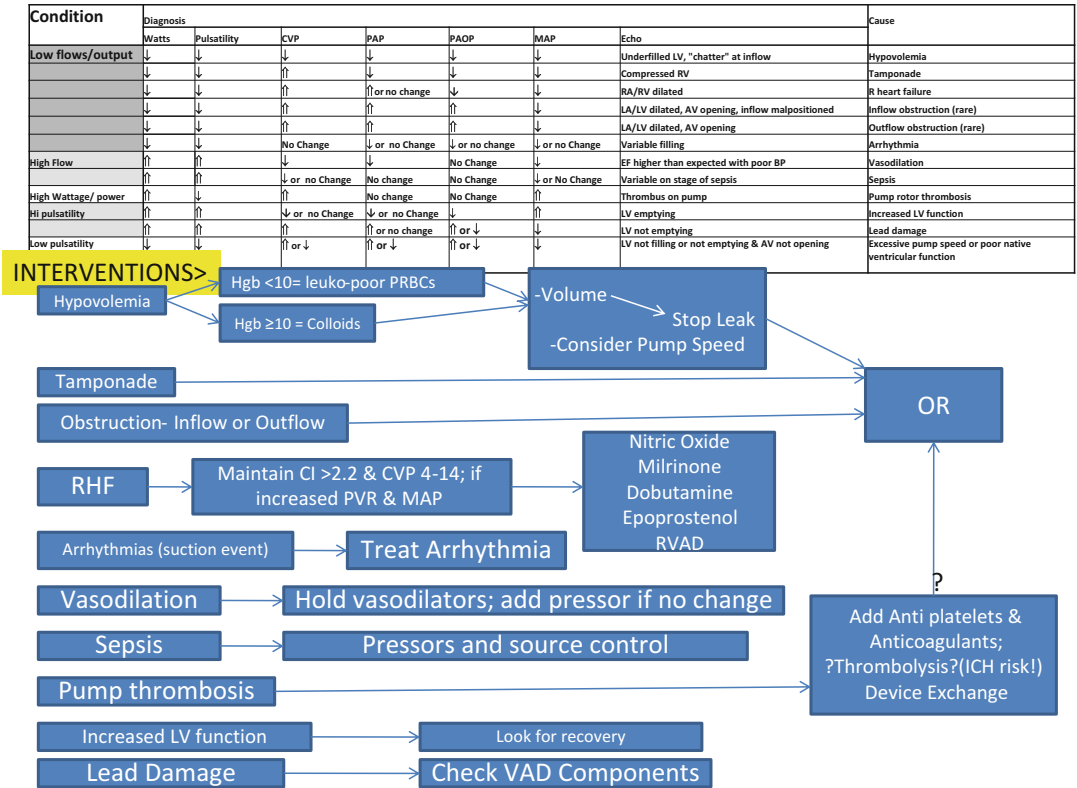 Condition Diagnosis Cause
Watts Pulsatility CVP PAP PAOP MAP Echo
Low flows/output ↓ ↓ ↓ ↓ ↓ ↓ Underfilled LV, "chatter" at inflow Hypovolemia
↓ ↓ ⇑ ↓ ↓ ↓ Compressed RV Tamponade
↓ ↓ ⇑ ⇑or no change ↓ ↓ RA/RV dilated R heart failure
↓ ↓ ⇑ ⇑ ⇑ ↓ LA/LV dilated, AV opening, inflow malpositioned Inflow obstruction (rare)
↓ ↓ ⇑ ⇑ ⇑ ↓ LA/LV dilated, AV opening Outflow obstruction (rare)
↓ ↓ No Change ↓ or no Change ↓ or no change ↓ or no Change Variable filling Arrhythmia
High Flow ⇑ ⇑ ↓ ↓ No Change ↓ EF higher than expected with poor BP Vasodilation
⇑ ⇑ ↓ or no Change No change No Change ↓ or No Change Variable on stage of sepsis Sepsis
High Wattage/ power ⇑ ↓ ⇑ No change No Change ⇑ Thrombus on pump Pump rotor thrombosis
Hi pulsatility ⇑ ⇑ ↓ or no Change ↓ or no Change ↓ ⇑ LV emptying Increased LV function
⇑ ⇑ ⇑ ⇑ or no change ⇑ or ↓ ↓ LV not emptying Lead damage
Low pulsatility ↓ ↓ ⇑ or ↓ ⇑ or ↓ ⇑ or ↓ ↓ LV not filling or not emptying & AV not opening Excessive pump speed or poor native
ventricular function
INTERVENTIONS>
Hypovolemia
Hgb <10= leuko-poor PRBCs
Hgb ≥10 = Colloids
-Volume
Stop Leak
-Consider Pump Speed
Tamponade
Obstruction- Inflow or Outflow
OR
RHF
Maintain CI >2.2 & CVP 4-14; if
increased PVR & MAP
Nitric Oxide
Milrinone
Dobutamine
Epoprostenol
RVAD
Arrhythmias (suction event)
Treat Arrhythmia
Vasodilation
Hold vasodilators; add pressor if no change
Sepsis
Pressors and source control
Pump thrombosis
?
Add Anti platelets &
Anticoagulants;
?Thrombolysis?(ICH risk!)
Device Exchange
Increased LV function
Look for recovery
Lead Damage
Check VAD Components